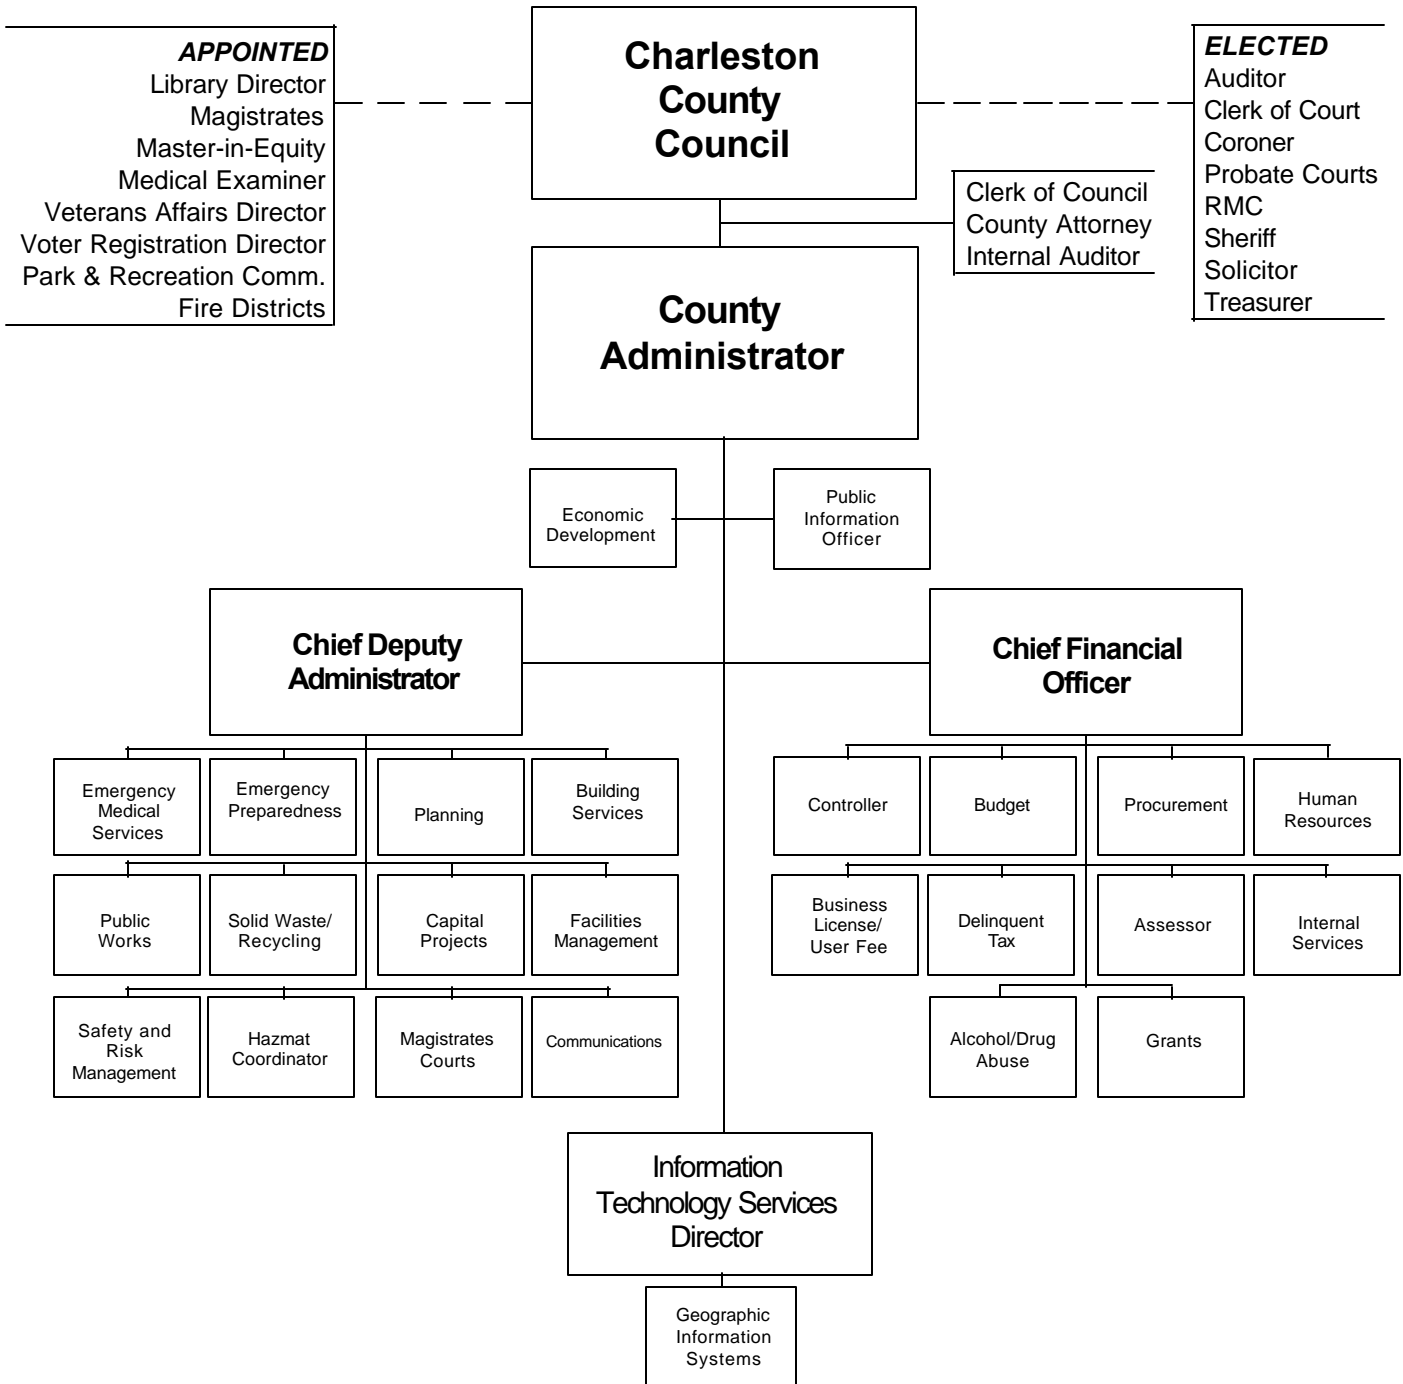 APPOINTED
Library Director
Magistrates
Master-in-Equity
Medical Examiner
Veterans Affairs Director
Voter Registration Director
Park & Recreation Comm.
Fire Districts
Charleston
County
Council
ELECTED
Auditor
Clerk of Court
Coroner
Probate Courts
RMC
Sheriff
Solicitor
Treasurer
Clerk of Council
County Attorney
Internal Auditor
County
Administrator
Economic
Development
Public
Information
Officer
Chief Deputy
Administrator
Chief Financial
Officer
Emergency
Medical
Services
Emergency
Preparedness
Planning
Building
Services
Controller
Budget
Procurement
Human
Resources
Public
Works
Solid Waste/
Recycling
Capital
Projects
Facilities
Management
Business
License/
User Fee
Delinquent
Tax
Assessor
Internal
Services
Safety and
Risk
Management
Hazmat
Coordinator
Magistrates
Courts
Communications
Alcohol/Drug
Abuse
Grants
Information
Technology Services
Director
Geographic
Information
Systems